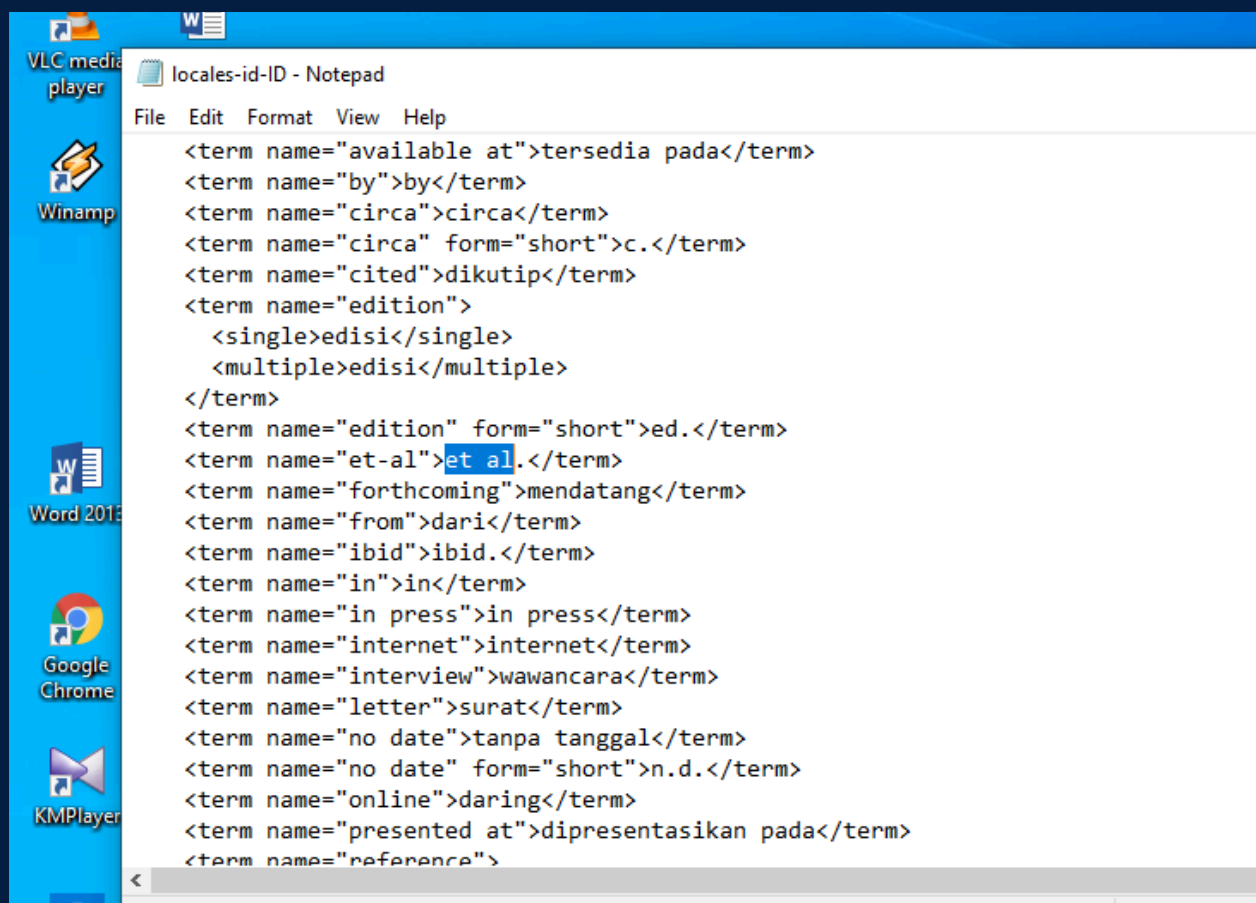 VLC media
player
Winamp
Word 2013
Google
Chrome
KMPlayer
locales-id-ID - Notepad
File Edit Format View Help
<term name="available at">tersedia pada</term>
<term name="by">by</term>
<term name="circa">circa</term>
<term name="circa" form="short">c.</term>
<term name="cited">dikutip</term>
<term name="edition">
<single>edisi</single>
<multiple>edisi</multiple>
</term>
<term name="edition" form="short">ed.</term>
<term name="et-al">et al.</term>
<term name="forthcoming">mendatang</term>
<term name="from">dari</term>
<term name="ibid">ibid.</term>
<term name="in">in</term>
<term name="in press">in press</term>
<term name="internet">internet</term>
<term name="interview">wawancara</term>
<term name="letter">surat</term>
<term name="no date">tanpa tanggal</term>
<term name="no date" form="short">n.d.</term>
<term name="online">daring</term>
<term name="presented at">dipresentasikan pada</term>
<term name="reference">